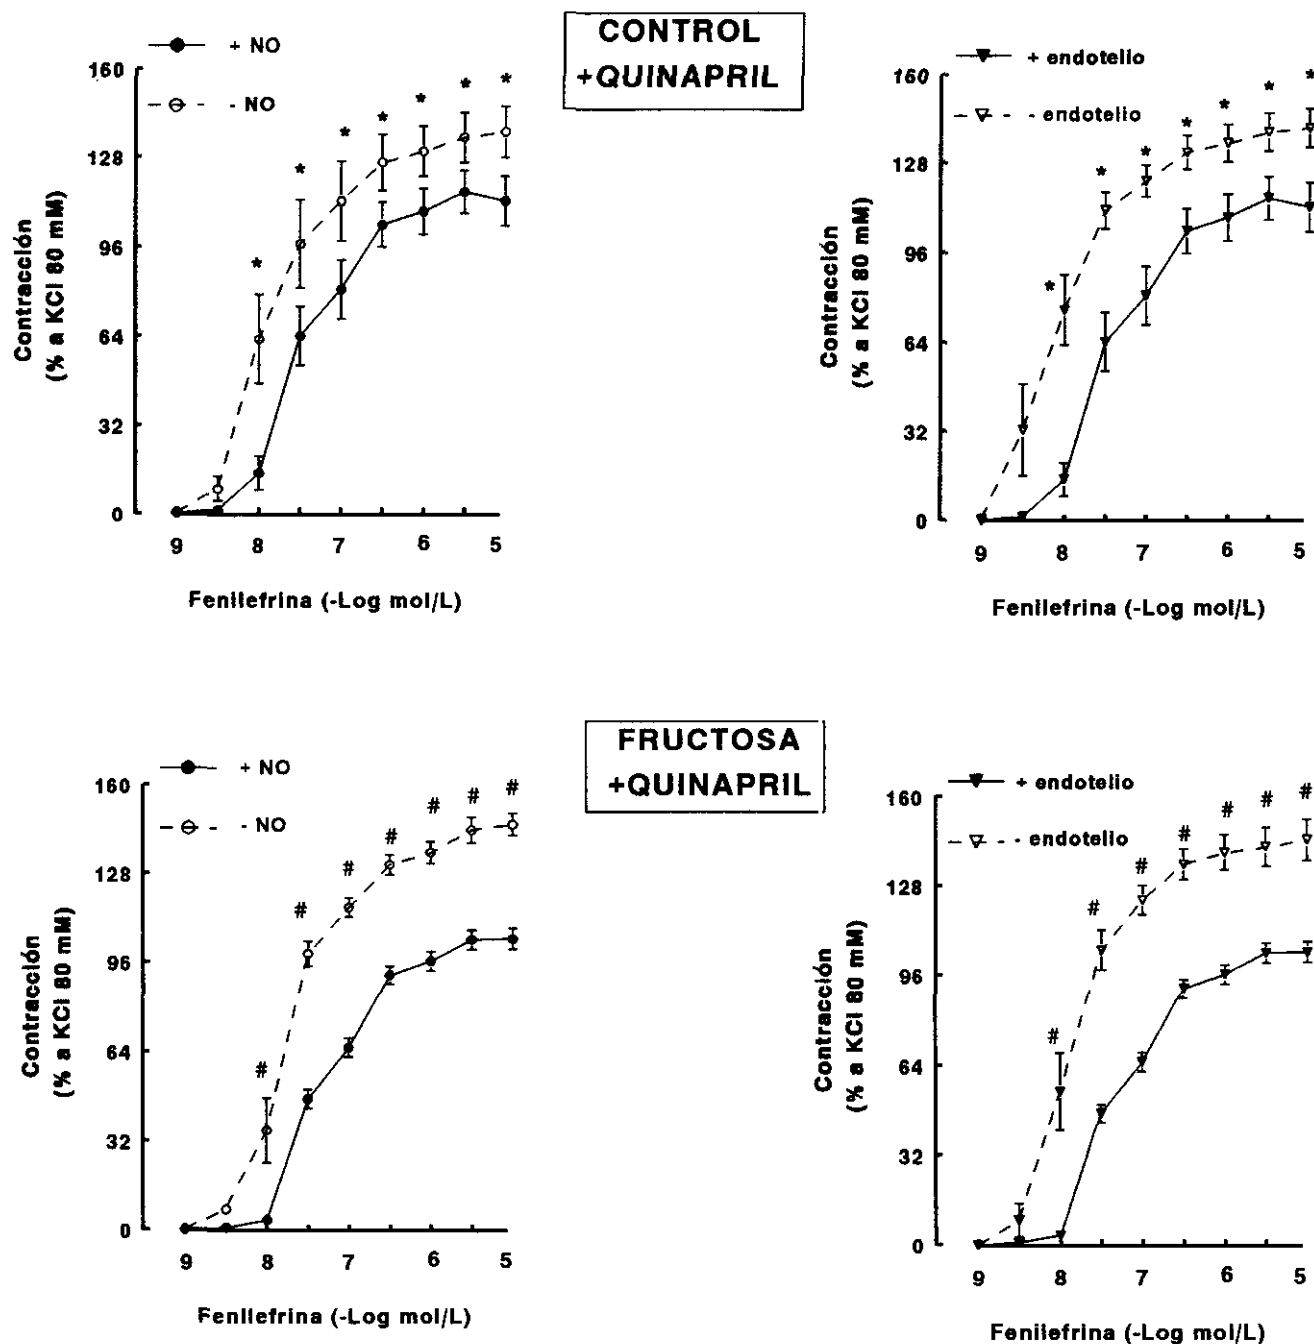 CONTROL
+QUINAPRIL
+ NO
- NO
160
128
96
64
32
0
Contracción
(% a KCl 80 mM)
* * * * * * *
9 8 7 6 5
Fenilefrina (-Log mol/L)
+ endotelio
- endotelio
160
128
96
64
32
0
Contracción
(% a KCl 80 mM)
* * * * * * *
9 8 7 6 5
Fenilefrina (-Log mol/L)
FRUCTOSA
+QUINAPRIL
+ NO
- NO
160
128
96
64
32
0
Contracción
(% a KCl 80 mM)
# # # # # # #
9 8 7 6 5
Fenilefrina (-Log mol/L)
+ endotelio
- endotelio
160
128
96
64
32
0
Contracción
(% a KCl 80 mM)
# # # # # # #
9 8 7 6 5
Fenilefrina (-Log mol/L)